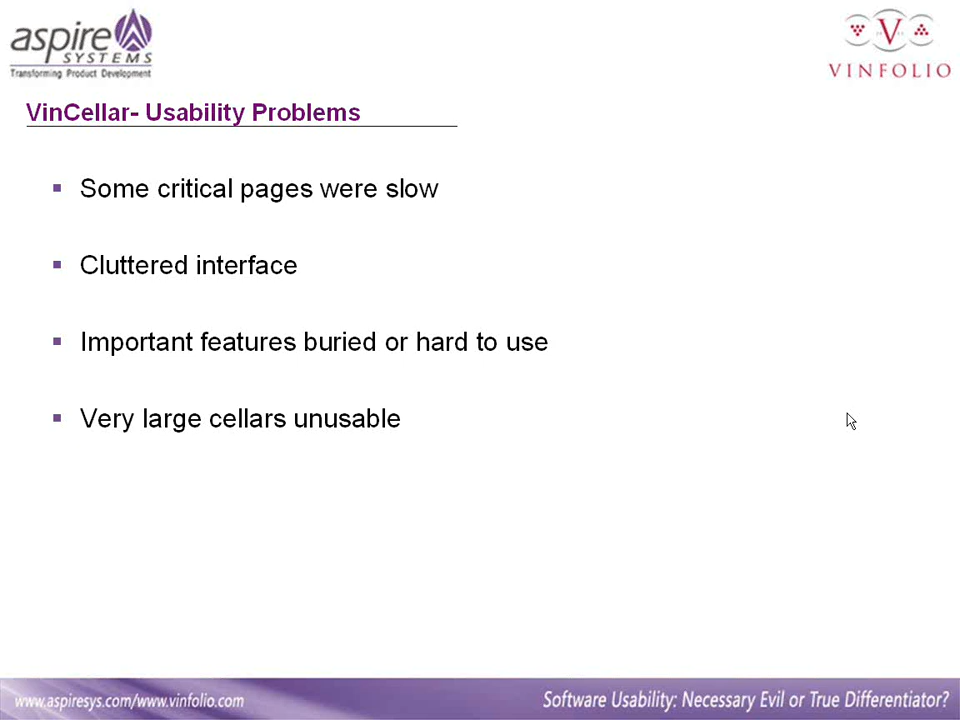 aspire
SYSTEMS
Transforming Product Development
V
VINFOLIO
VinCellar- Usability Problems
Some critical pages were slow
Cluttered interface
Important features buried or hard to use
Very large cellars unusable
www.aspiresys.com/www.vinfolio.com
Software Usability: Necessary Evil or True Differentiator?